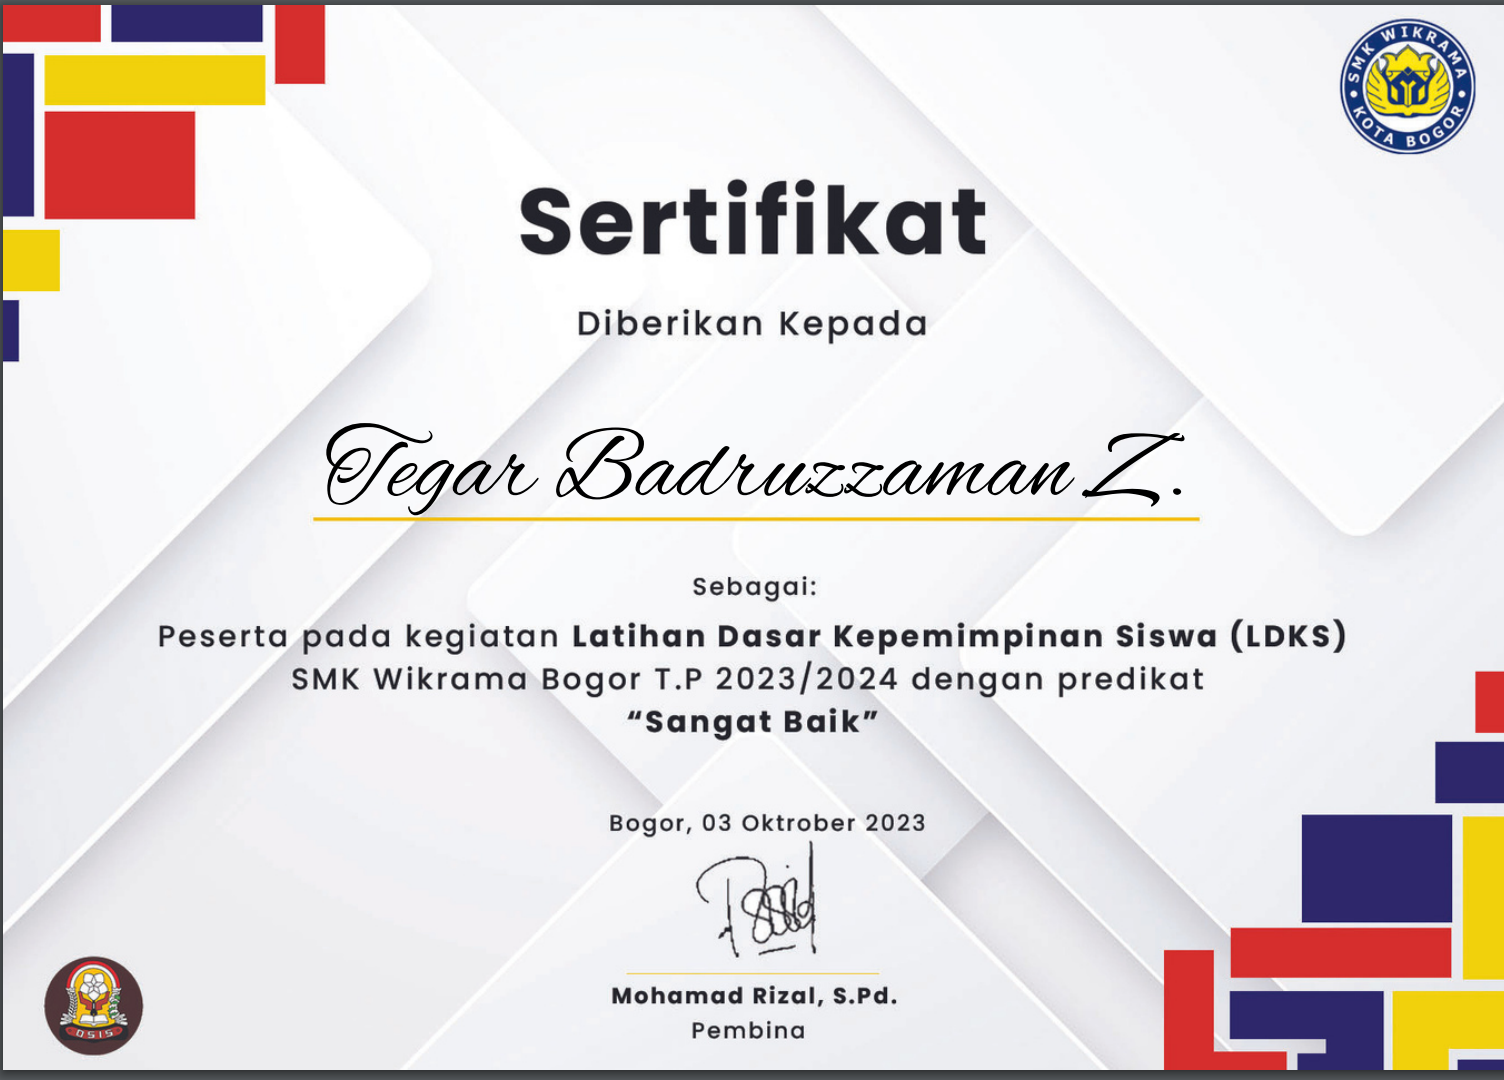 SMK WIKRAMA
KOTA BOGOR
Sertifikat
Diberikan Kepada
Tegar Badruzzaman Z.
Sebagai:
Peserta pada kegiatan Latihan Dasar Kepemimpinan Siswa (LDKS)
SMK Wikrama Bogor T.P 2023/2024 dengan predikat
“Sangat Baik”
Bogor, 03 Oktrober 2023
Mohamad Rizal, S.Pd.
Pembina
OSIS